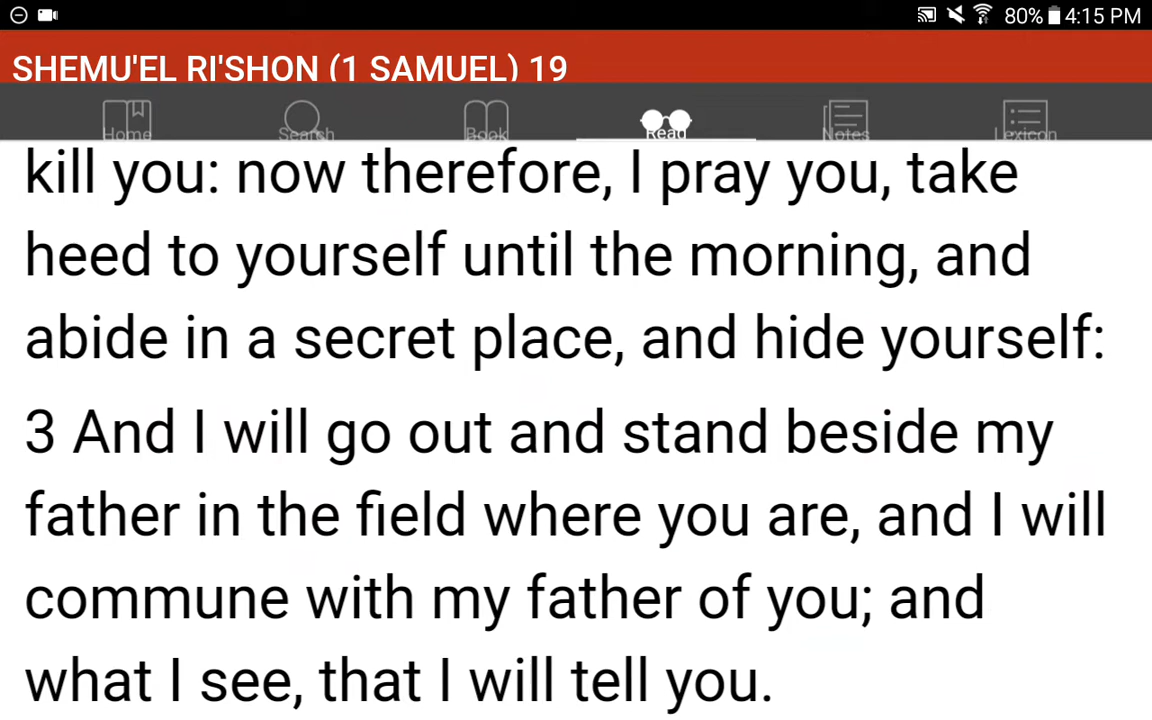 80% 4:15 PM
SHEMU'EL RI'SHON (1 SAMUEL) 19
Home Search Book Read Notes Lexicon
kill you: now therefore, I pray you, take
heed to yourself until the morning, and
abide in a secret place, and hide yourself:
3 And I will go out and stand beside my
father in the field where you are, and I will
commune with my father of you; and
what I see, that I will tell you.